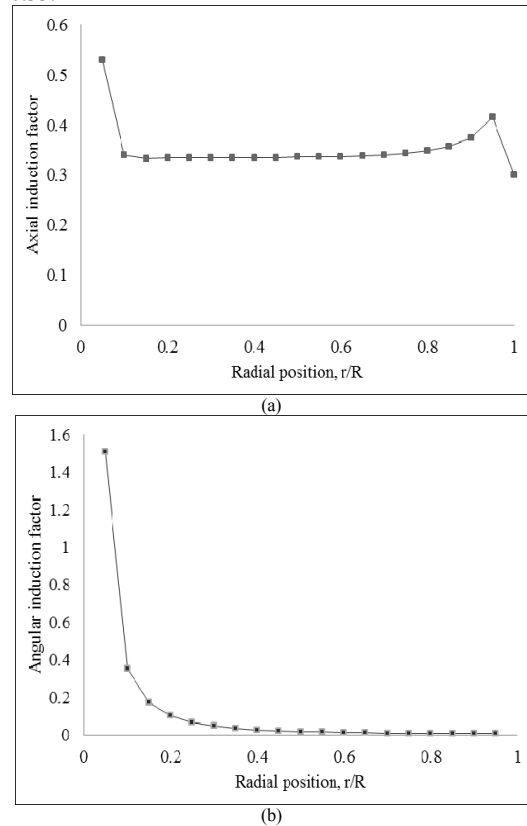 0.6
0.5
0.4
0.3
0.2
0.1
0
Axial induction factor
0 0.2 0.4 0.6 0.8 1
Radial position, r/R
(a)
1.6
1.4
1.2
1
0.8
0.6
0.4
0.2
0
Angular induction factor
0 0.2 0.4 0.6 0.8 1
Radial position, r/R
(b)